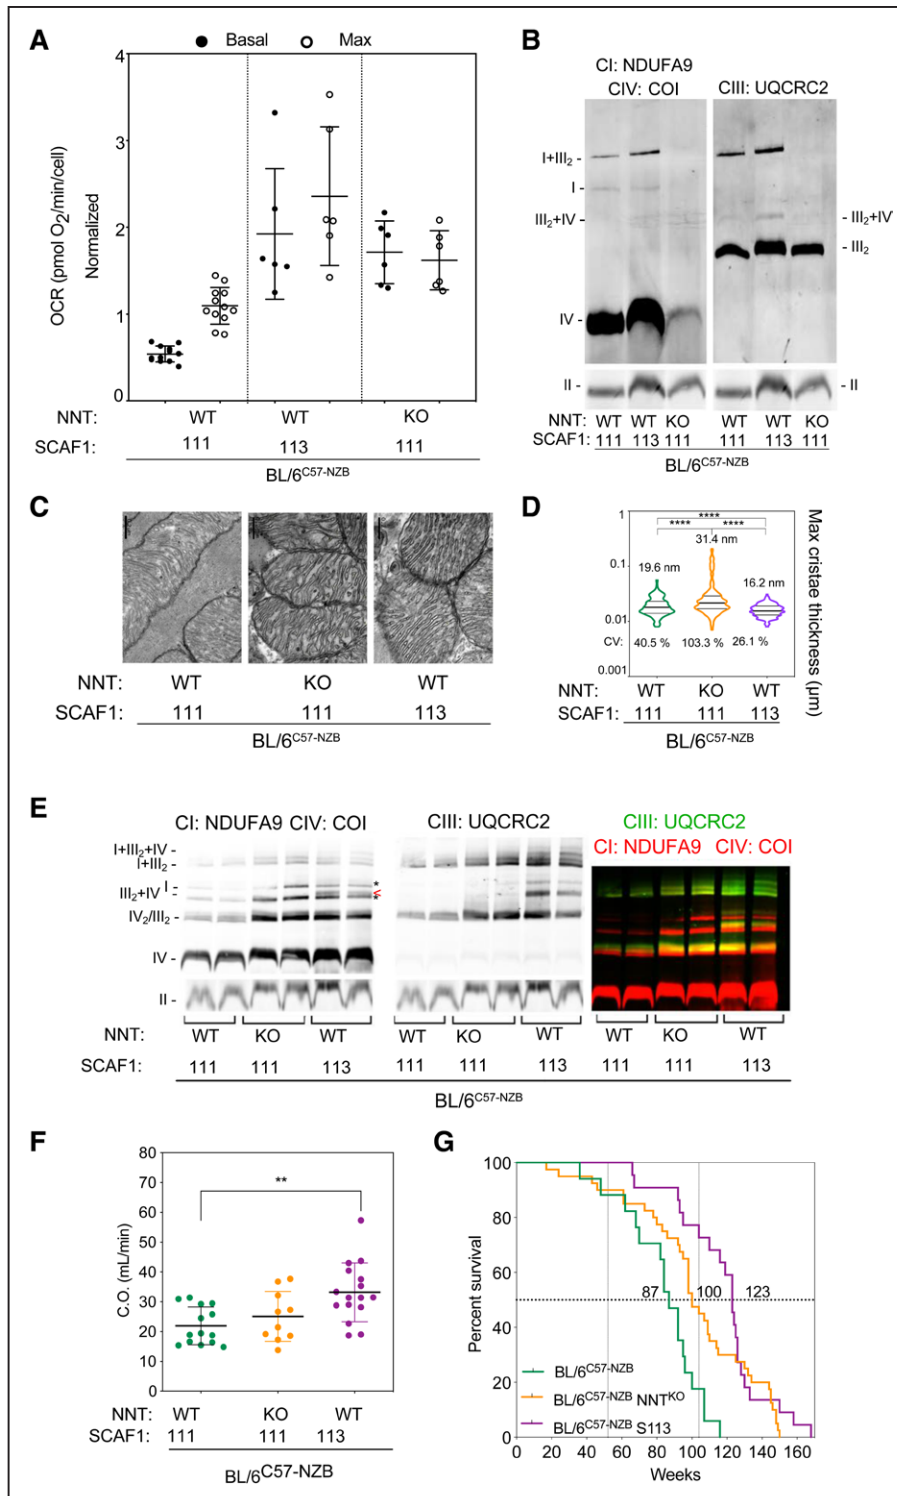 A
Basal
Max
OCR (pmol O2/min/cell)
Normalized
4
3
2
1
0
NNT: WT WT KO
SCAF1: 111 113 111
BL/6C57-NZB
B
CI: NDUFA9
CIV: COI
CIII: UQCRC2
I+III2 -
I -
III2+IV -
- III2+IV
- III2
IV -
II -
- II
NNT: WT WT KO WT WT KO
SCAF1: 111 113 111 111 113 111
BL/6C57-NZB
C
NNT: WT KO WT
SCAF1: 111 111 113
BL/6C57-NZB
D
Max cristae thickness (µm)
1
0.1
0.01
0.001
****
**** ****
31.4 nm
19.6 nm
16.2 nm
CV: 40.5 % 103.3 % 26.1 %
NNT: WT KO WT
SCAF1: 111 111 113
BL/6C57-NZB
E
CI: NDUFA9 CIV: COI
CIII: UQCRC2
CIII: UQCRC2
CI: NDUFA9 CIV: COI
I+III2+IV -
I+III2 -
I -
III2+IV -
IV2/III2 -
IV -
II -
*
<
*
NNT: WT KO WT WT KO WT WT KO WT
SCAF1: 111 111 113 111 111 113 111 111 113
BL/6C57-NZB
F
C.O. (mL/min)
80
70
60
50
40
30
20
10
0
**
NNT: WT KO WT
SCAF1: 111 111 113
BL/6C57-NZB
G
Percent survival
100
80
60
40
20
0
87 100 123
BL/6C57-NZB
BL/6C57-NZB NNTKO
BL/6C57-NZB S113
0 20 40 60 80 100 120 140 160
Weeks